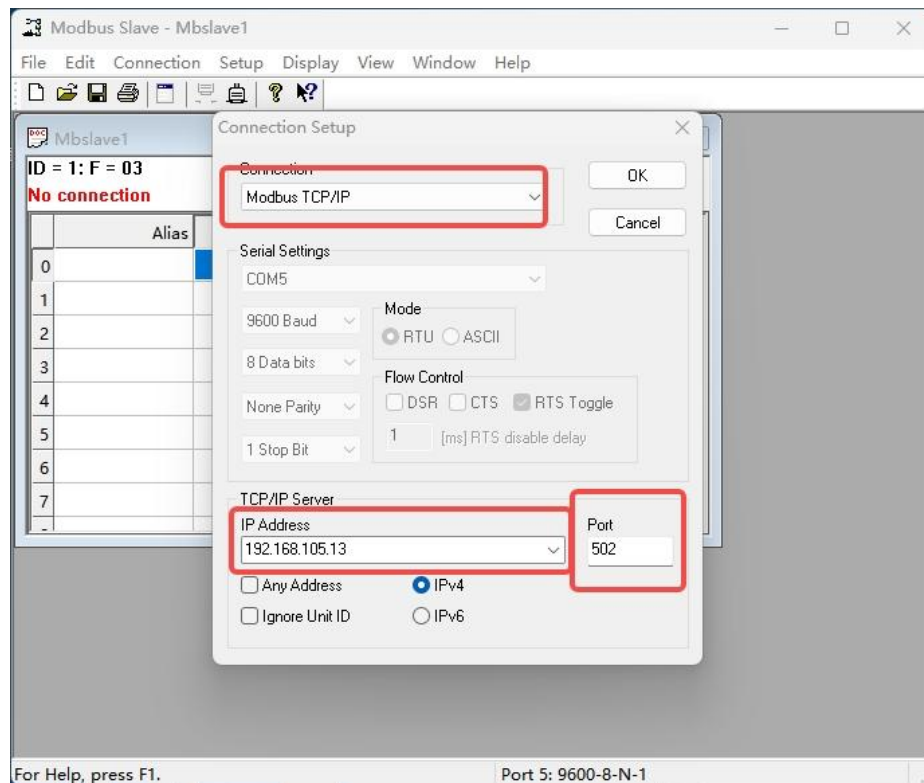 Modbus Slave - Mbslave1
File Edit Connection Setup Display View Window Help
Mbslave1
ID = 1: F = 03
No connection
Alias
0
1
2
3
4
5
6
7
Connection Setup
Connection
Modbus TCP/IP
OK
Cancel
Serial Settings
COM5
9600 Baud
8 Data bits
None Parity
1 Stop Bit
Mode
RTU ASCII
Flow Control
DSR CTS RTS Toggle
1 [ms] RTS disable delay
TCP/IP Server
IP Address Port
192.168.105.13 502
Any Address IPv4
Ignore Unit ID IPv6
For Help, press F1. Port 5: 9600-8-N-1